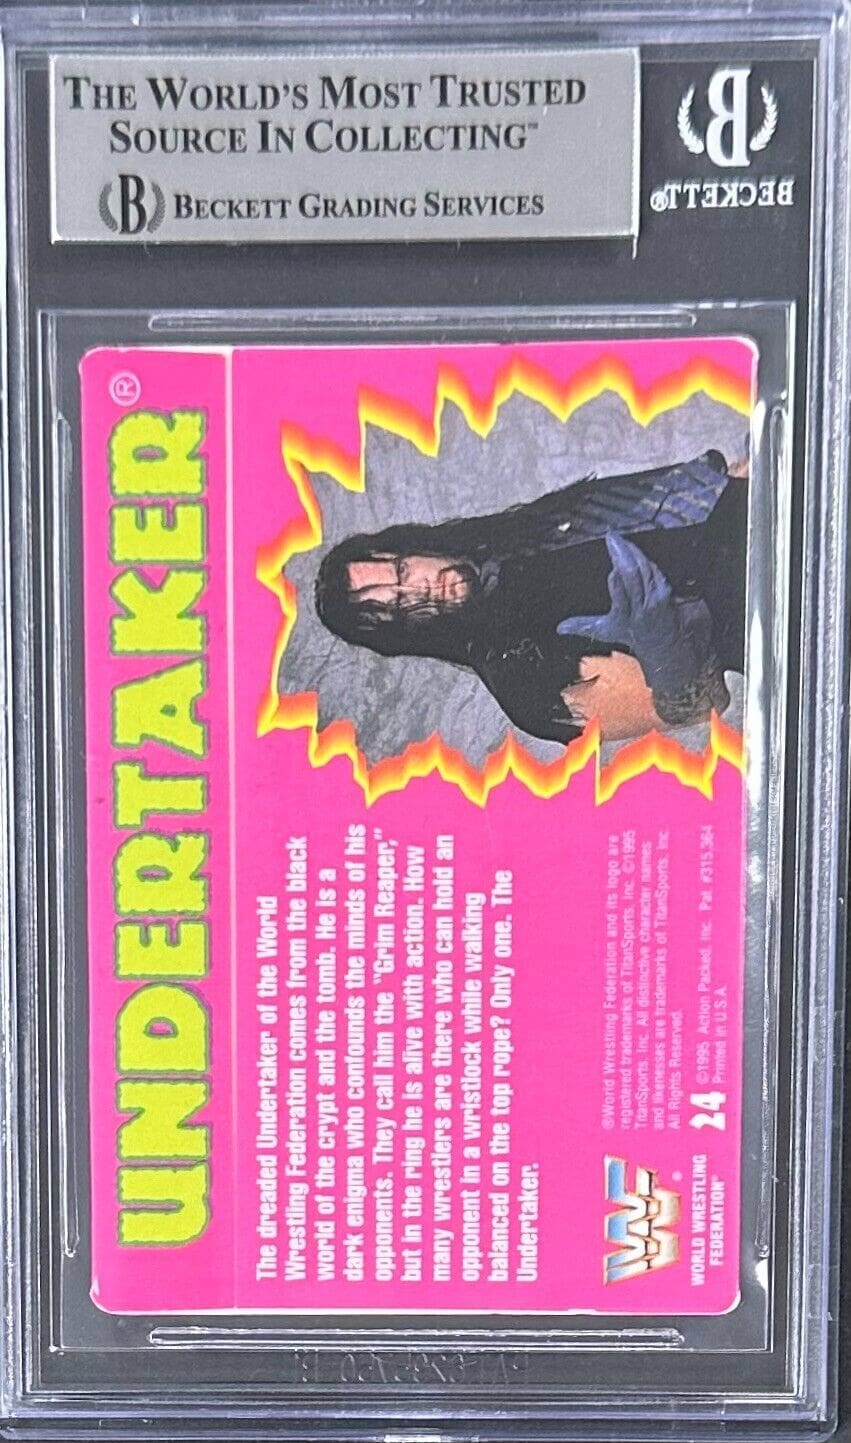 THE WORLD'S MOST TRUSTED
SOURCE IN COLLECTING™
B BECKETT GRADING SERVICES
B
BECKETT®
UNDERTAKER®
The dreaded Undertaker of the World
Wrestling Federation comes from the black
world of the crypt and the tomb. He is a
dark enigma who confounds the minds of his
opponents. They call him the "Grim Reaper,"
but in the ring he is alive with action. How
many wrestlers are there who can hold an
opponent in a wristlock while walking
balanced on the top rope? Only one. The
Undertaker.
WF ®
WORLD WRESTLING
FEDERATION™
©World Wrestling Federation and its logo are
registered trademarks of TitanSports, Inc. ©1995
TitanSports, Inc. All distinctive character names
and likenesses are trademarks of TitanSports, Inc.
All Rights Reserved.
24 ©1995 Action Packed, Inc. Pat. #315,364
Printed in U.S.A.